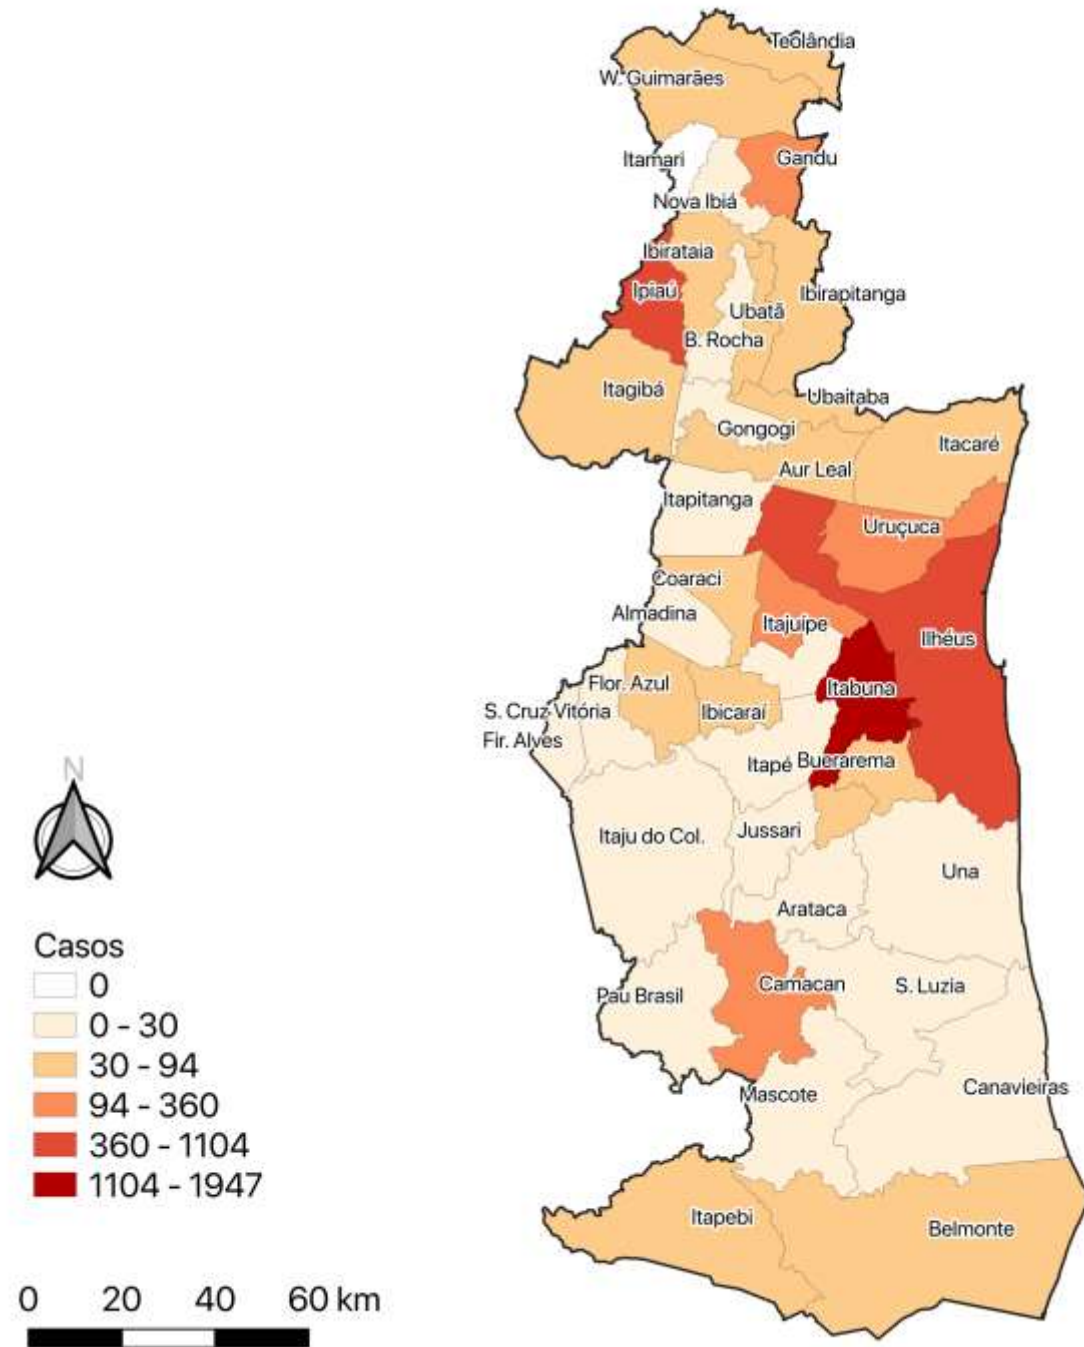 Teolândia
W. Guimarães
Gandu
Itamari
Nova Ibiá
Ibirataia
Ipiaú
Ibirapitanga
Ubatã
B. Rocha
Itagibá
Ubaitaba
Gongogi
Itacaré
Aur Leal
Itapitanga
Uruçuca
Coaraci
Almadina
Itajuípe
Ilhéus
Flor. Azul
Itabuna
S. Cruz Vitória
Ibicaraí
Fir. Alves
Itapé
Buerarema
Itaju do Col.
Jussari
Una
Arataca
Camacan
S. Luzia
Pau Brasil
Mascote
Canavieiras
Itapebi
Belmonte
N
Casos
0
0 - 30
30 - 94
94 - 360
360 - 1104
1104 - 1947
0 20 40 60 km